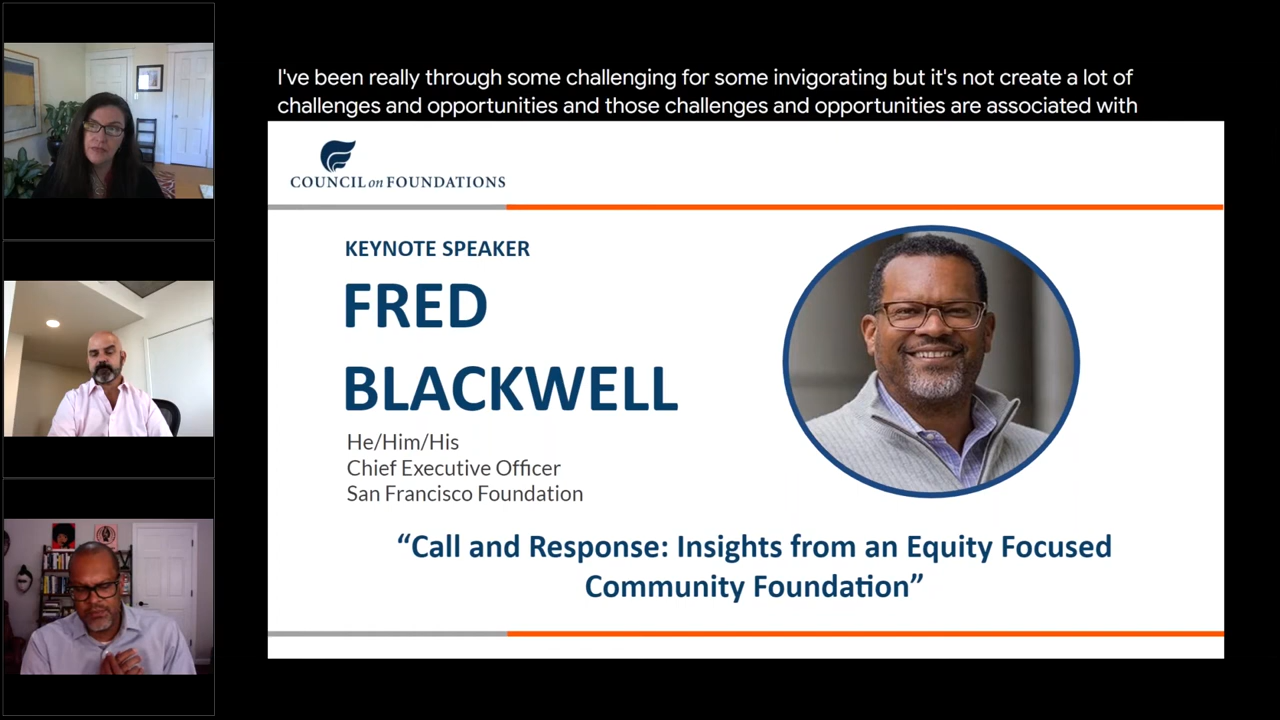 I've been really through some challenging for some invigorating but it's not create a lot of
challenges and opportunities and those challenges and opportunities are associated with
COUNCIL on FOUNDATIONS
KEYNOTE SPEAKER
FRED
BLACKWELL
He/Him/His
Chief Executive Officer
San Francisco Foundation
“Call and Response: Insights from an Equity Focused
Community Foundation”